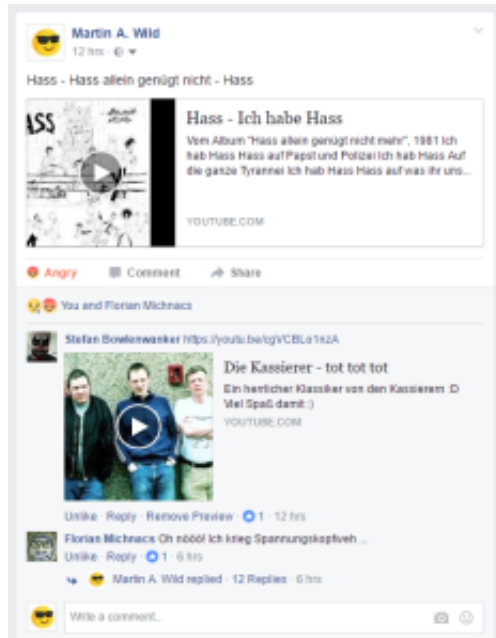 Martin A. Wild
12 hrs
Hass - Hass allein genügt nicht - Hass
ASS
Hass - Ich habe Hass
Vom Album "Hass allein genügt nicht mehr", 1981 Ich
hab Hass Hass auf Papst und Polizei Ich hab Hass Auf
die ganze Tyrannei Ich hab Hass Hass auf was ihr uns...
YOUTUBE.COM
Angry Comment Share
You and Florian Michnacs
Stefan Bowlenwanker https://youtu.be/cgVCBLo1nzA
Die Kassierer - tot tot tot
Ein herrlicher Klassiker von den Kassierern :D
Viel Spaß damit :)
YOUTUBE.COM
Unlike · Reply · Remove Preview · 1 · 12 hrs
Florian Michnacs Oh nööö! Ich krieg Spannungskopfweh ...
Unlike · Reply · 1 · 6 hrs
Martin A. Wild replied · 12 Replies · 6 hrs
Write a comment...